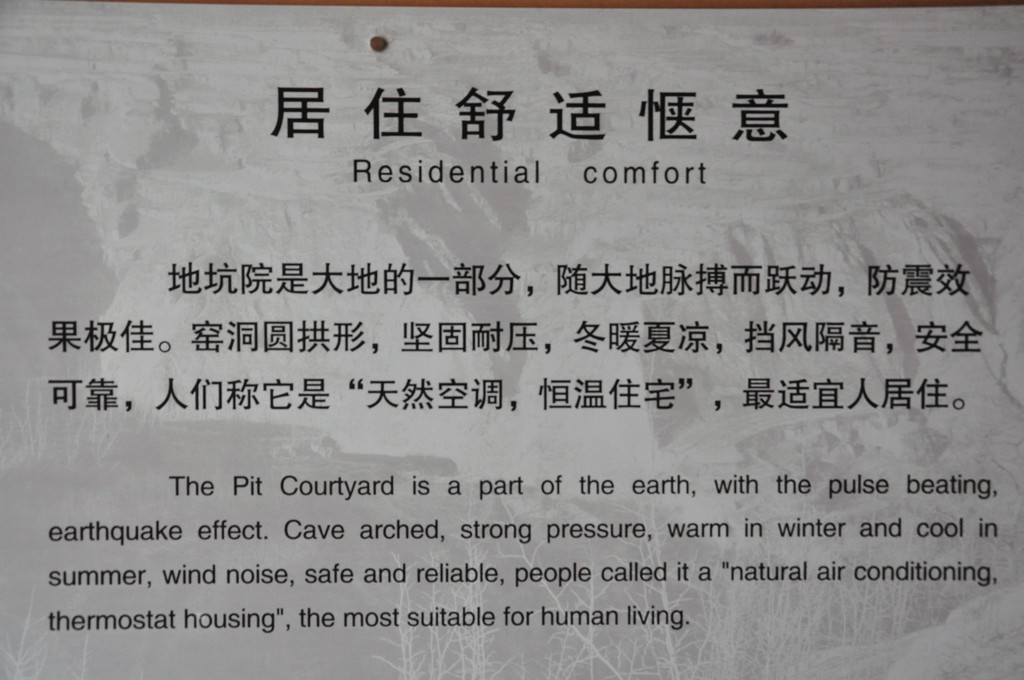 居住舒适惬意
Residential comfort
地坑院是大地的一部分，随大地脉搏而跃动，防震效
果极佳。窑洞圆拱形，坚固耐压，冬暖夏凉，挡风隔音，安全
可靠，人们称它是“天然空调，恒温住宅”，最适宜人居住。
The Pit Courtyard is a part of the earth, with the pulse beating,
earthquake effect. Cave arched, strong pressure, warm in winter and cool in
summer, wind noise, safe and reliable, people called it a "natural air conditioning,
thermostat housing", the most suitable for human living.